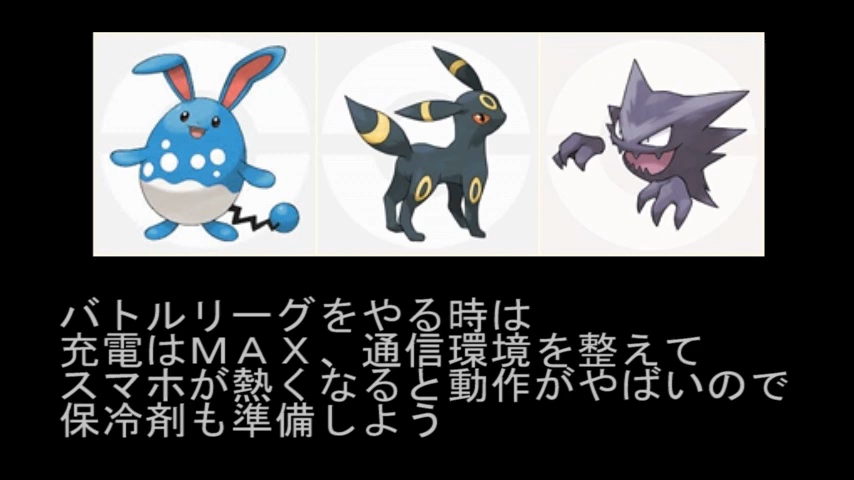 バトルリーグをやる時は
充電はＭＡＸ、通信環境を整えて
スマホが熱くなると動作がやばいので
保冷剤も準備しよう